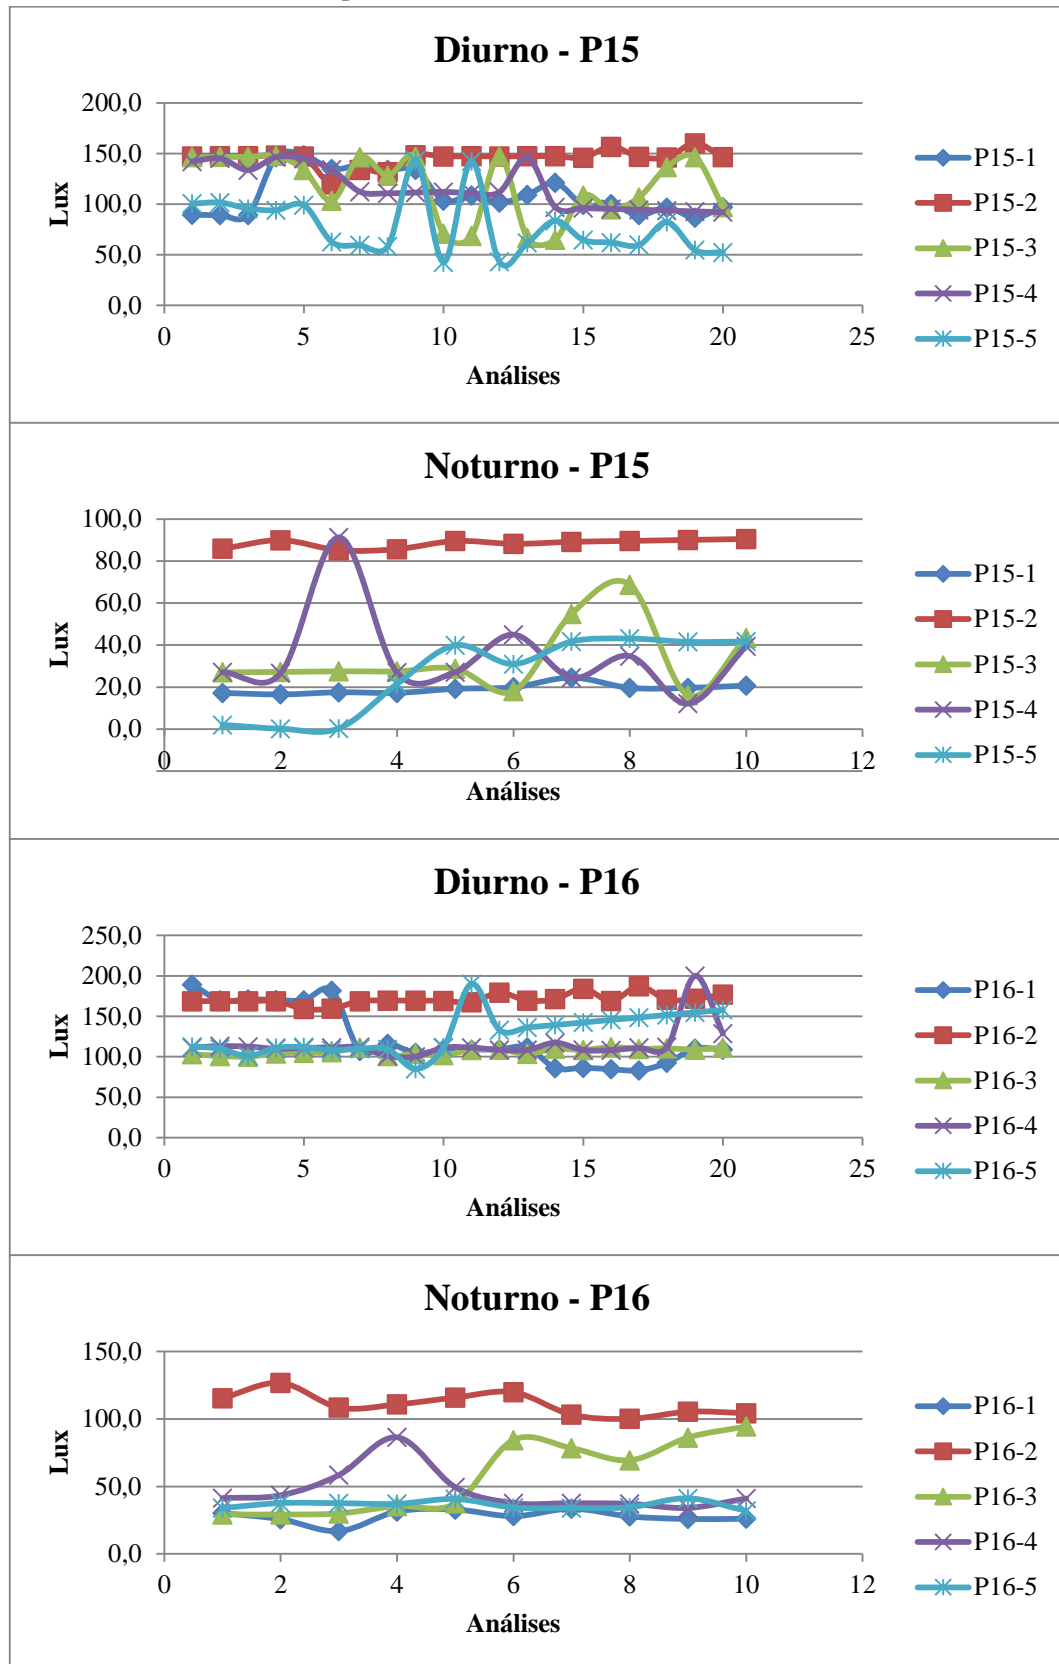 Diurno - P15
200,0
150,0
100,0
50,0
0,0
Lux
0 5 10 15 20 25
Análises
P15-1
P15-2
P15-3
P15-4
P15-5
Noturno - P15
100,0
80,0
60,0
40,0
20,0
0,0
Lux
0 2 4 6 8 10 12
Análises
P15-1
P15-2
P15-3
P15-4
P15-5
Diurno - P16
250,0
200,0
150,0
100,0
50,0
0,0
Lux
0 5 10 15 20 25
Análises
P16-1
P16-2
P16-3
P16-4
P16-5
Noturno - P16
150,0
100,0
50,0
0,0
Lux
0 2 4 6 8 10 12
Análises
P16-1
P16-2
P16-3
P16-4
P16-5